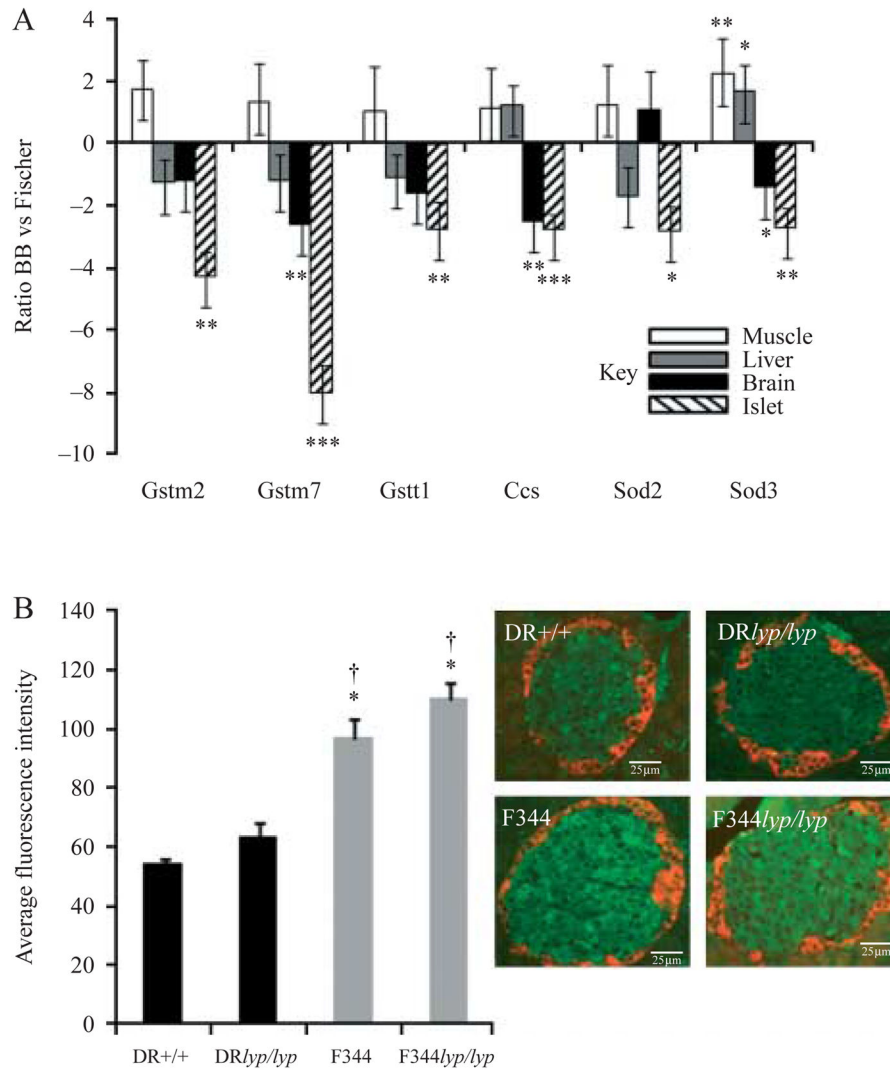 A
4
2
0
−2
−4
−6
−8
−10
Ratio BB vs Fischer
** *
** ** ** *** * * **
***
Key
Muscle
Liver
Brain
Islet
Gstm2 Gstm7 Gstt1 Ccs Sod2 Sod3
B
140
120
100
80
60
40
20
0
Average fluorescence intensity
† †
* *
DR+/+ DRlyp/lyp F344 F344lyp/lyp
DR+/+ DRlyp/lyp
25µm 25µm
F344 F344lyp/lyp
25µm 25µm